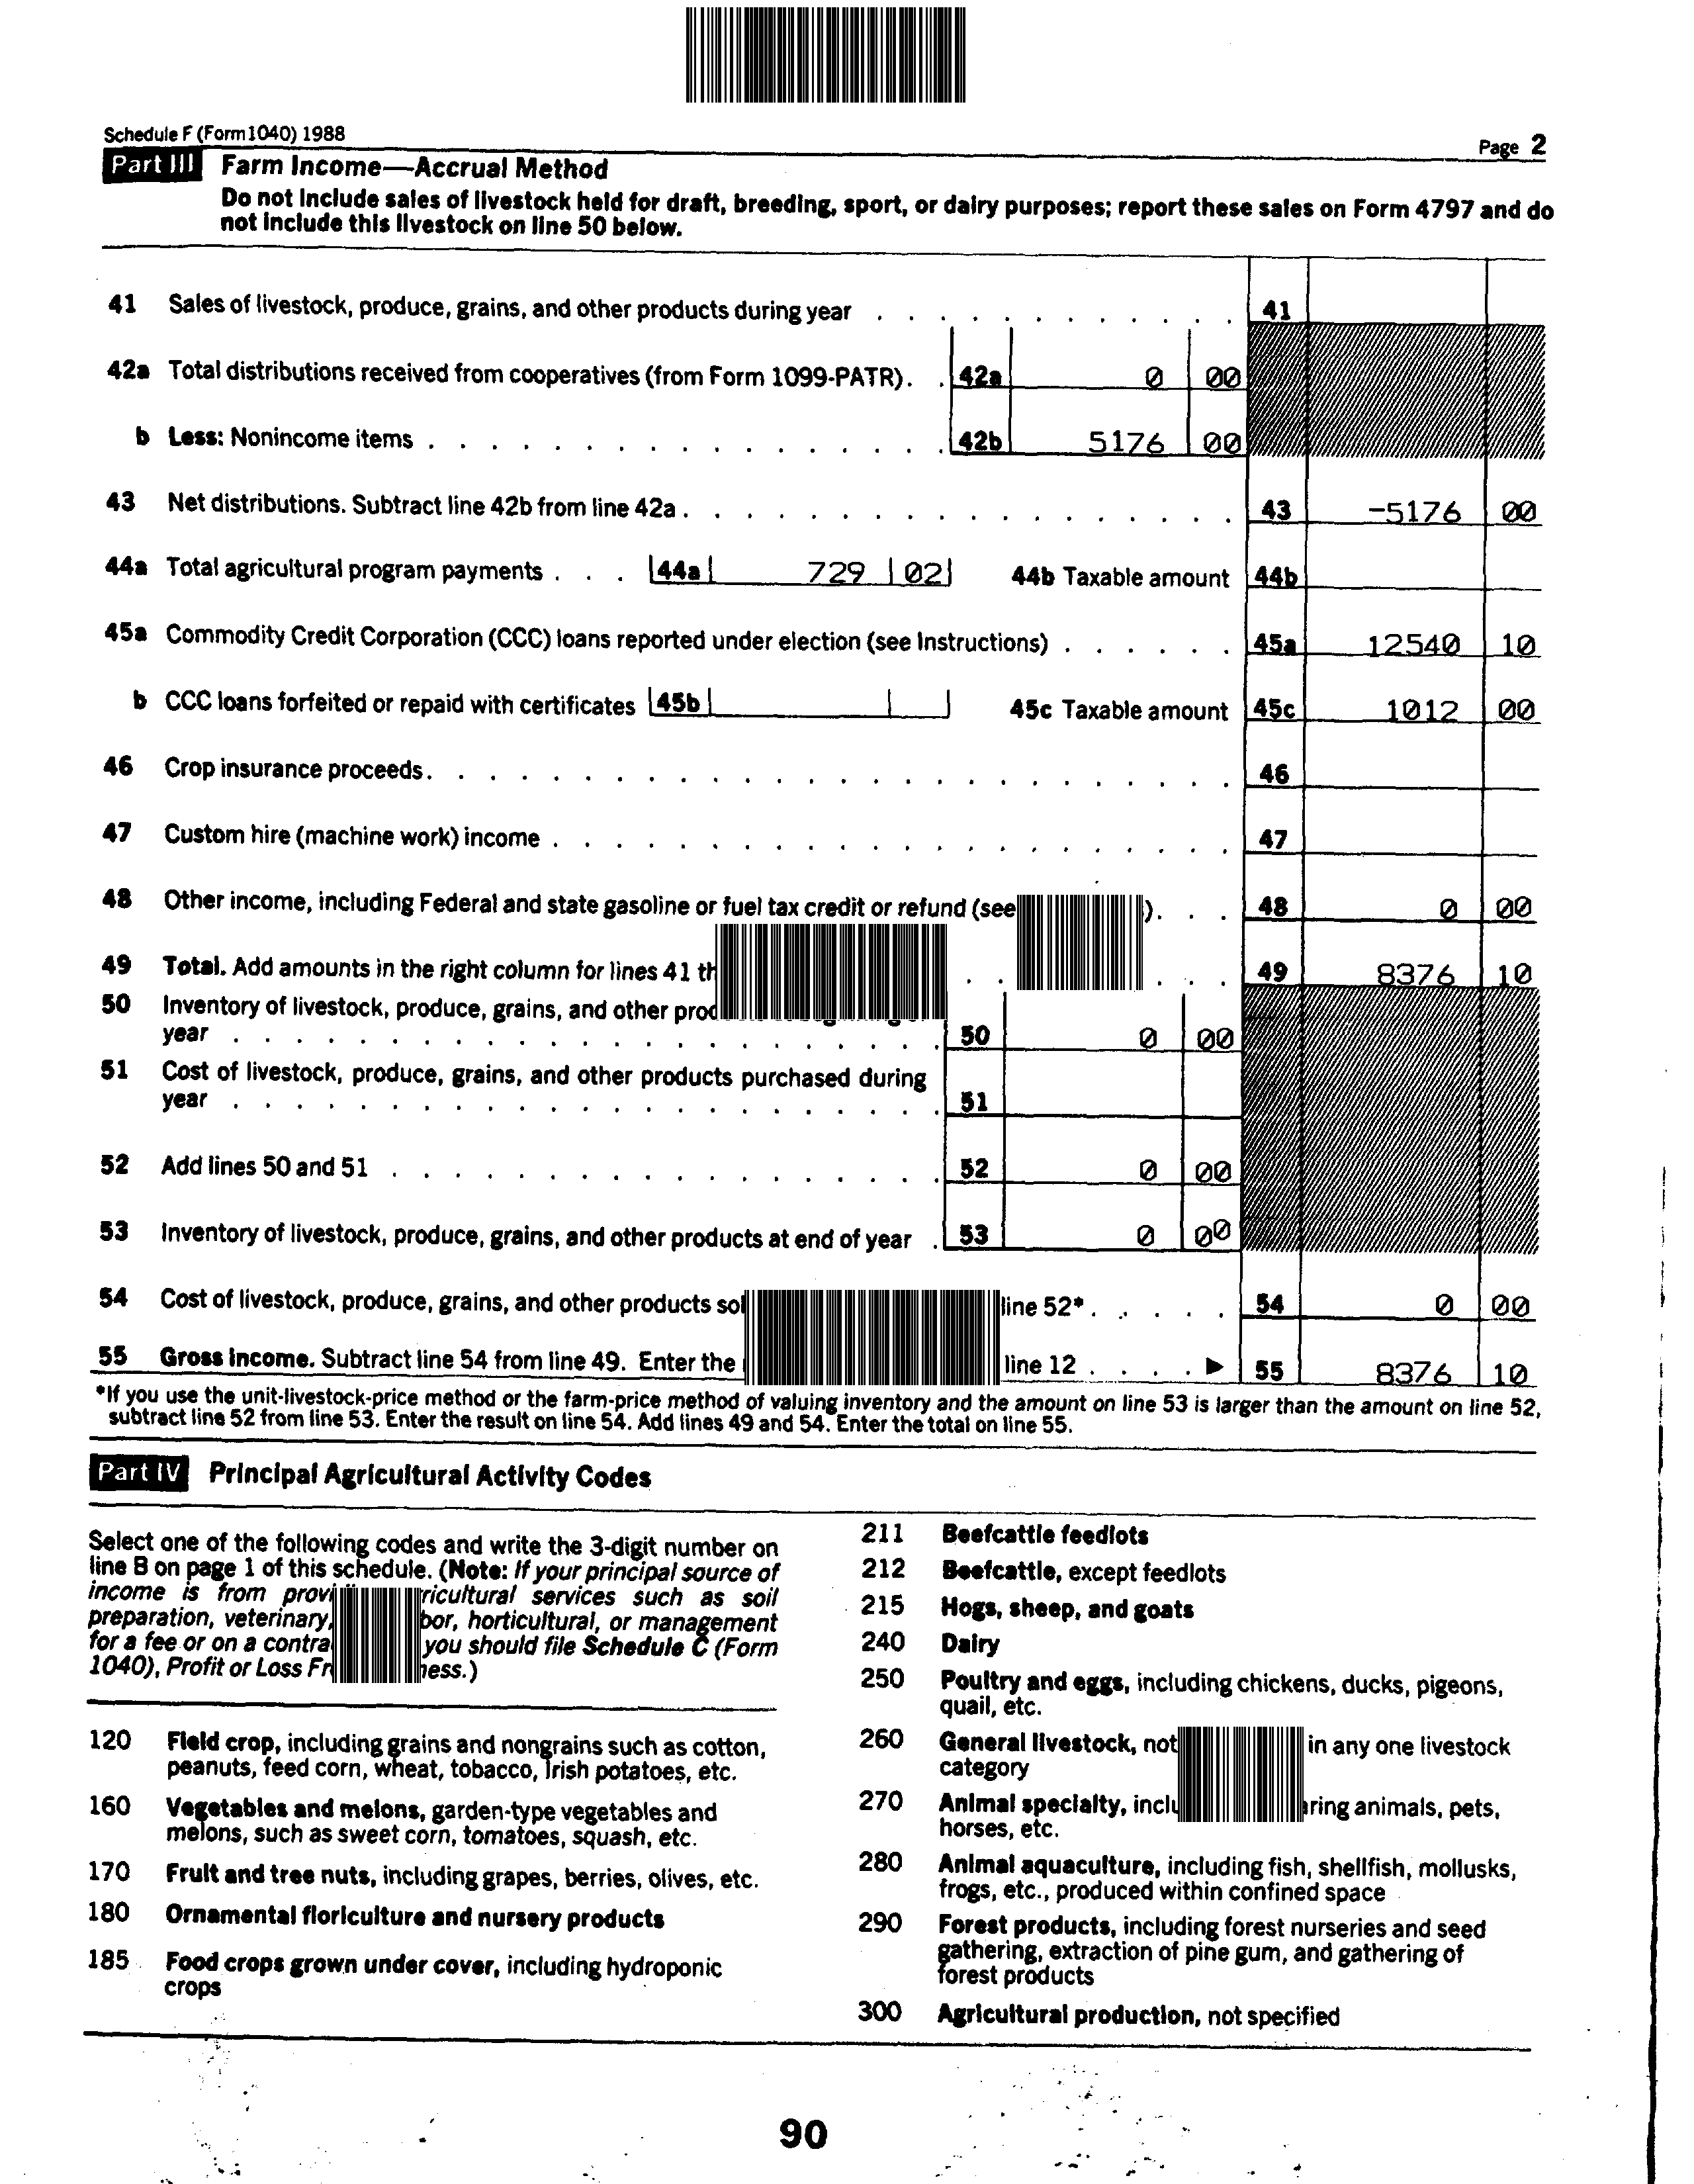 Schedule F (Form 1040) 1988
Page 2
Part III Farm Income—Accrual Method
Do not include sales of livestock held for draft, breeding, sport, or dairy purposes; report these sales on Form 4797 and do
not include this livestock on line 50 below.
41 Sales of livestock, produce, grains, and other products during year . . . . . . . . . . . . 41
42a Total distributions received from cooperatives (from Form 1099-PATR). . 42a 0 00
b Less: Nonincome items . . . . . . . . . . . . . . . . . 42b 5176 00
43 Net distributions. Subtract line 42b from line 42a . . . . . . . . . . . . . . . . . . 43 -5176 00
44a Total agricultural program payments . . . 44a 729 02 44b Taxable amount 44b
45a Commodity Credit Corporation (CCC) loans reported under election (see Instructions) . . . . . . 45a 12540 10
b CCC loans forfeited or repaid with certificates 45b 45c Taxable amount 45c 1012 00
46 Crop insurance proceeds. . . . . . . . . . . . . . . . . . . . . . . . . . 46
47 Custom hire (machine work) income . . . . . . . . . . . . . . . . . . . . . . 47
48 Other income, including Federal and state gasoline or fuel tax credit or refund (see ). . . . 48 0 00
49 Total. Add amounts in the right column for lines 41 . . . . . 49 8376 10
50 Inventory of livestock, produce, grains, and other
year . . . . . . . . . . . . . . . . . . . . . . . 50 0 00
51 Cost of livestock, produce, grains, and other products purchased during
year . . . . . . . . . . . . . . . . . . . . . . . 51
52 Add lines 50 and 51 . . . . . . . . . . . . . . . . . . 52 0 00
53 Inventory of livestock, produce, grains, and other products at end of year . 53 0 00
54 Cost of livestock, produce, grains, and other products line 52* . . . . . 54 0 00
55 Gross income. Subtract line 54 from line 49. Enter the line 12 . . . . ▶ 55 8376 10
*If you use the unit-livestock-price method or the farm-price method of valuing inventory and the amount on line 53 is larger than the amount on line 52,
subtract line 52 from line 53. Enter the result on line 54. Add lines 49 and 54. Enter the total on line 55.
Part IV Principal Agricultural Activity Codes
Select one of the following codes and write the 3-digit number on
line B on page 1 of this schedule. (Note: If your principal source of
income is from services such as soil
preparation, veterinary, horticultural, or management
for a fee or on a you should file Schedule C (Form
1040), Profit or Loss
120 Field crop, including grains and nongrains such as cotton,
peanuts, feed corn, wheat, tobacco, Irish potatoes, etc.
160 Vegetables and melons, garden-type vegetables and
melons, such as sweet corn, tomatoes, squash, etc.
170 Fruit and tree nuts, including grapes, berries, olives, etc.
180 Ornamental floriculture and nursery products
185 Food crops grown under cover, including hydroponic
crops
211 Beefcattle feedlots
212 Beefcattle, except feedlots
215 Hogs, sheep, and goats
240 Dairy
250 Poultry and eggs, including chickens, ducks, pigeons,
quail, etc.
260 General livestock, not in any one livestock
category
270 Animal specialty, animals, pets,
horses, etc.
280 Animal aquaculture, including fish, shellfish, mollusks,
frogs, etc., produced within confined space
290 Forest products, including forest nurseries and seed
gathering, extraction of pine gum, and gathering of
forest products
300 Agricultural production, not specified
90